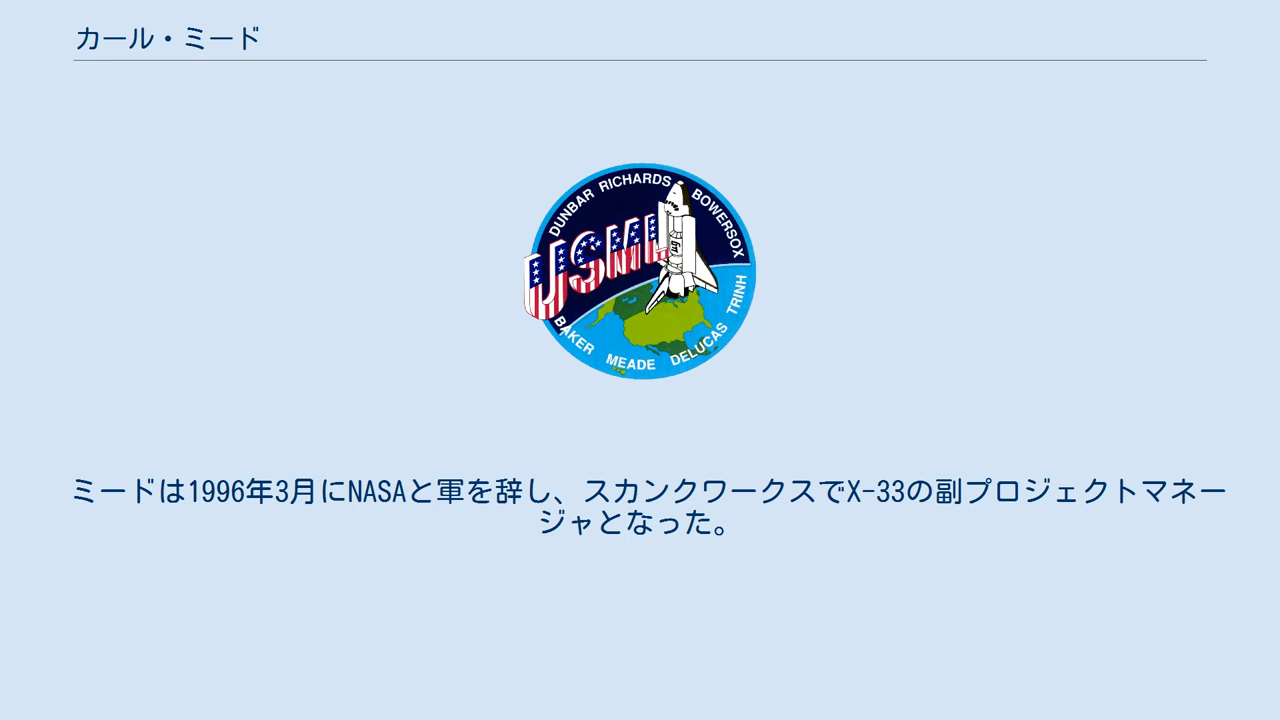 カール・ミード
DUNBAR RICHARDS BOWERSOX
USML
BAKER MEADE DELUCAS TRINH
ミードは1996年3月にNASAと軍を辞し、スカンクワークスでX-33の副プロジェクトマネー
ジャとなった。